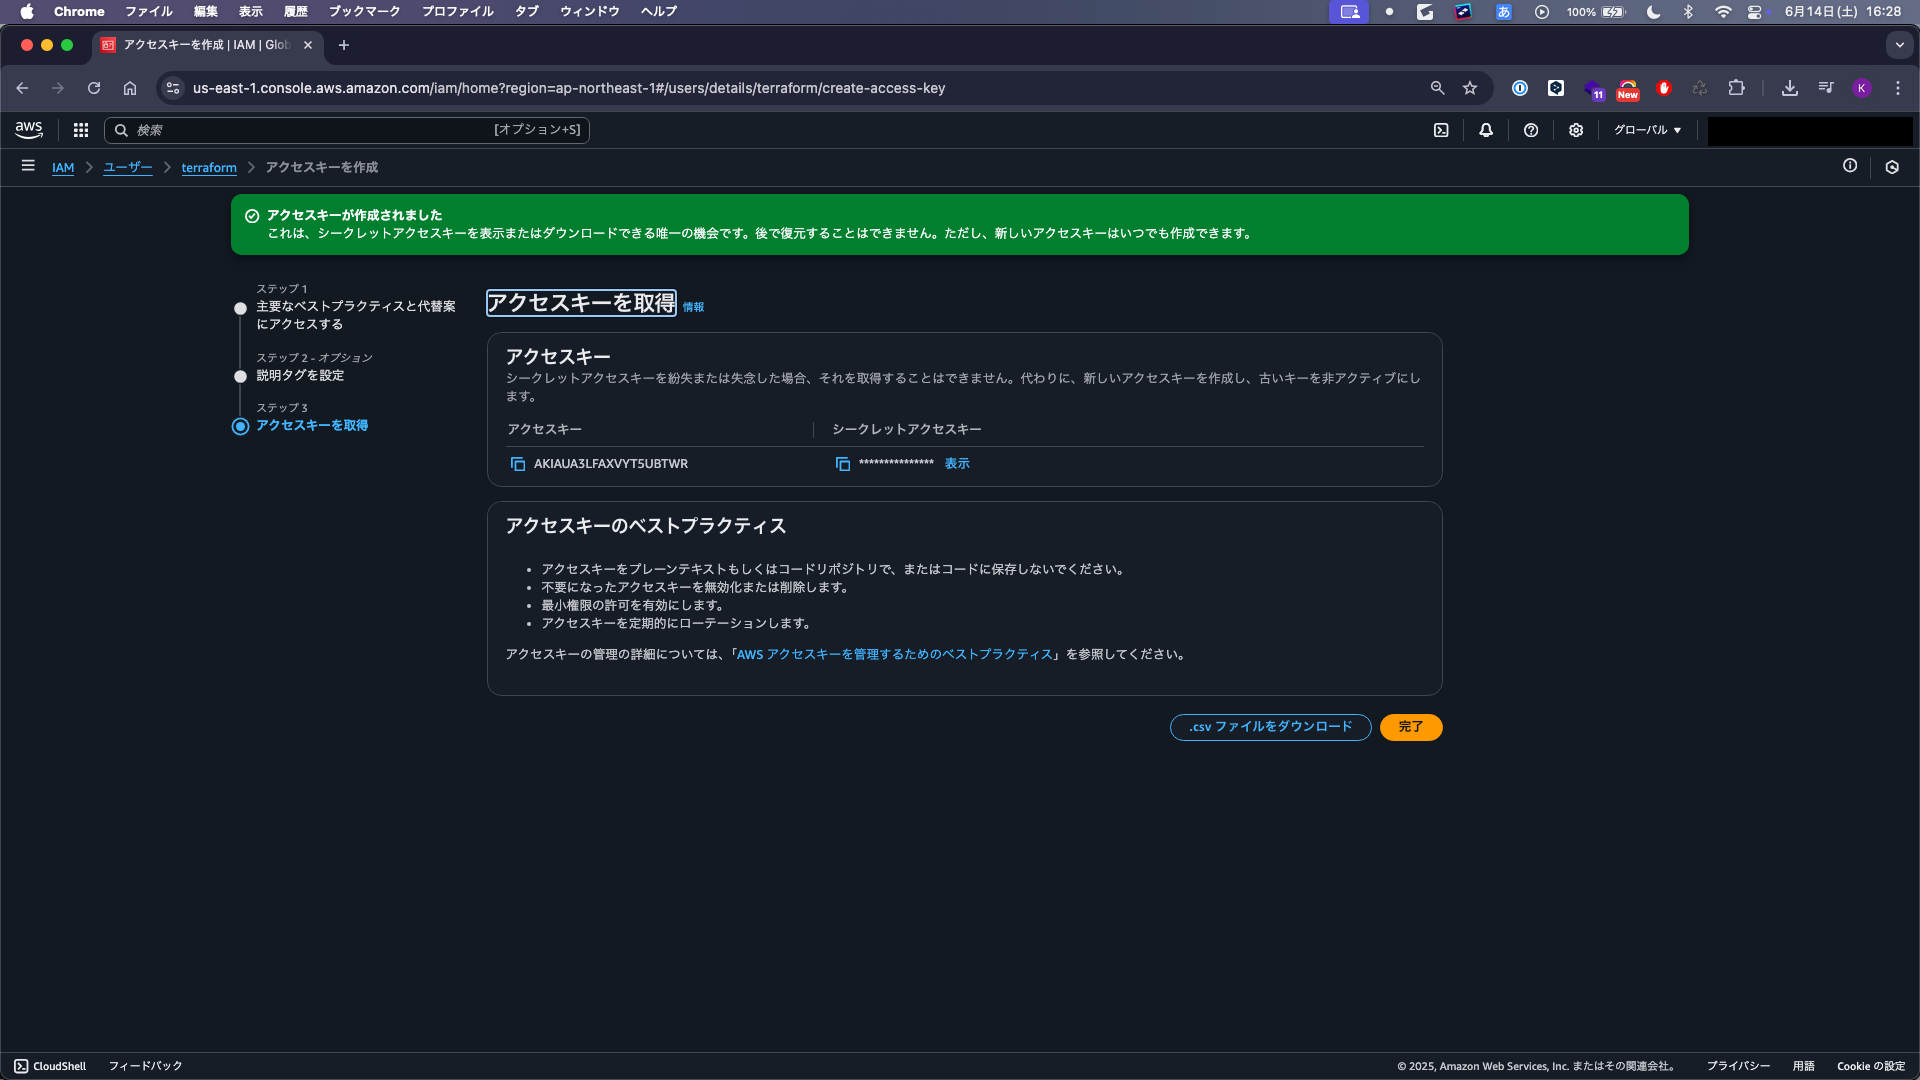 Chrome ファイル 編集 表示 履歴 ブックマーク プロファイル タブ ウィンドウ ヘルプ あ 100% 6月14日(土) 16:28
アクセスキーを作成 | IAM | Glob
us-east-1.console.aws.amazon.com/iam/home?region=ap-northeast-1#/users/details/terraform/create-access-key 11 New K
aws 検索 [オプション+S] グローバル
IAM ユーザー terraform アクセスキーを作成
アクセスキーが作成されました
これは、シークレットアクセスキーを表示またはダウンロードできる唯一の機会です。後で復元することはできません。ただし、新しいアクセスキーはいつでも作成できます。
ステップ 1
主要なベストプラクティスと代替案
にアクセスする
ステップ 2 - オプション
説明タグを設定
ステップ 3
アクセスキーを取得
アクセスキーを取得 情報
アクセスキー
シークレットアクセスキーを紛失または失念した場合、それを取得することはできません。代わりに、新しいアクセスキーを作成し、古いキーを非アクティブにし
ます。
アクセスキー シークレットアクセスキー
AKIAUA3LFAXVYT5UBTWR *************** 表示
アクセスキーのベストプラクティス
• アクセスキーをプレーンテキストもしくはコードリポジトリで、またはコードに保存しないでください。
• 不要になったアクセスキーを無効化または削除します。
• 最小権限の許可を有効にします。
• アクセスキーを定期的にローテーションします。
アクセスキーの管理の詳細については、「AWS アクセスキーを管理するためのベストプラクティス」を参照してください。
.csv ファイルをダウンロード 完了
CloudShell フィードバック © 2025, Amazon Web Services, Inc. またはその関連会社。 プライバシー 用語 Cookie の設定